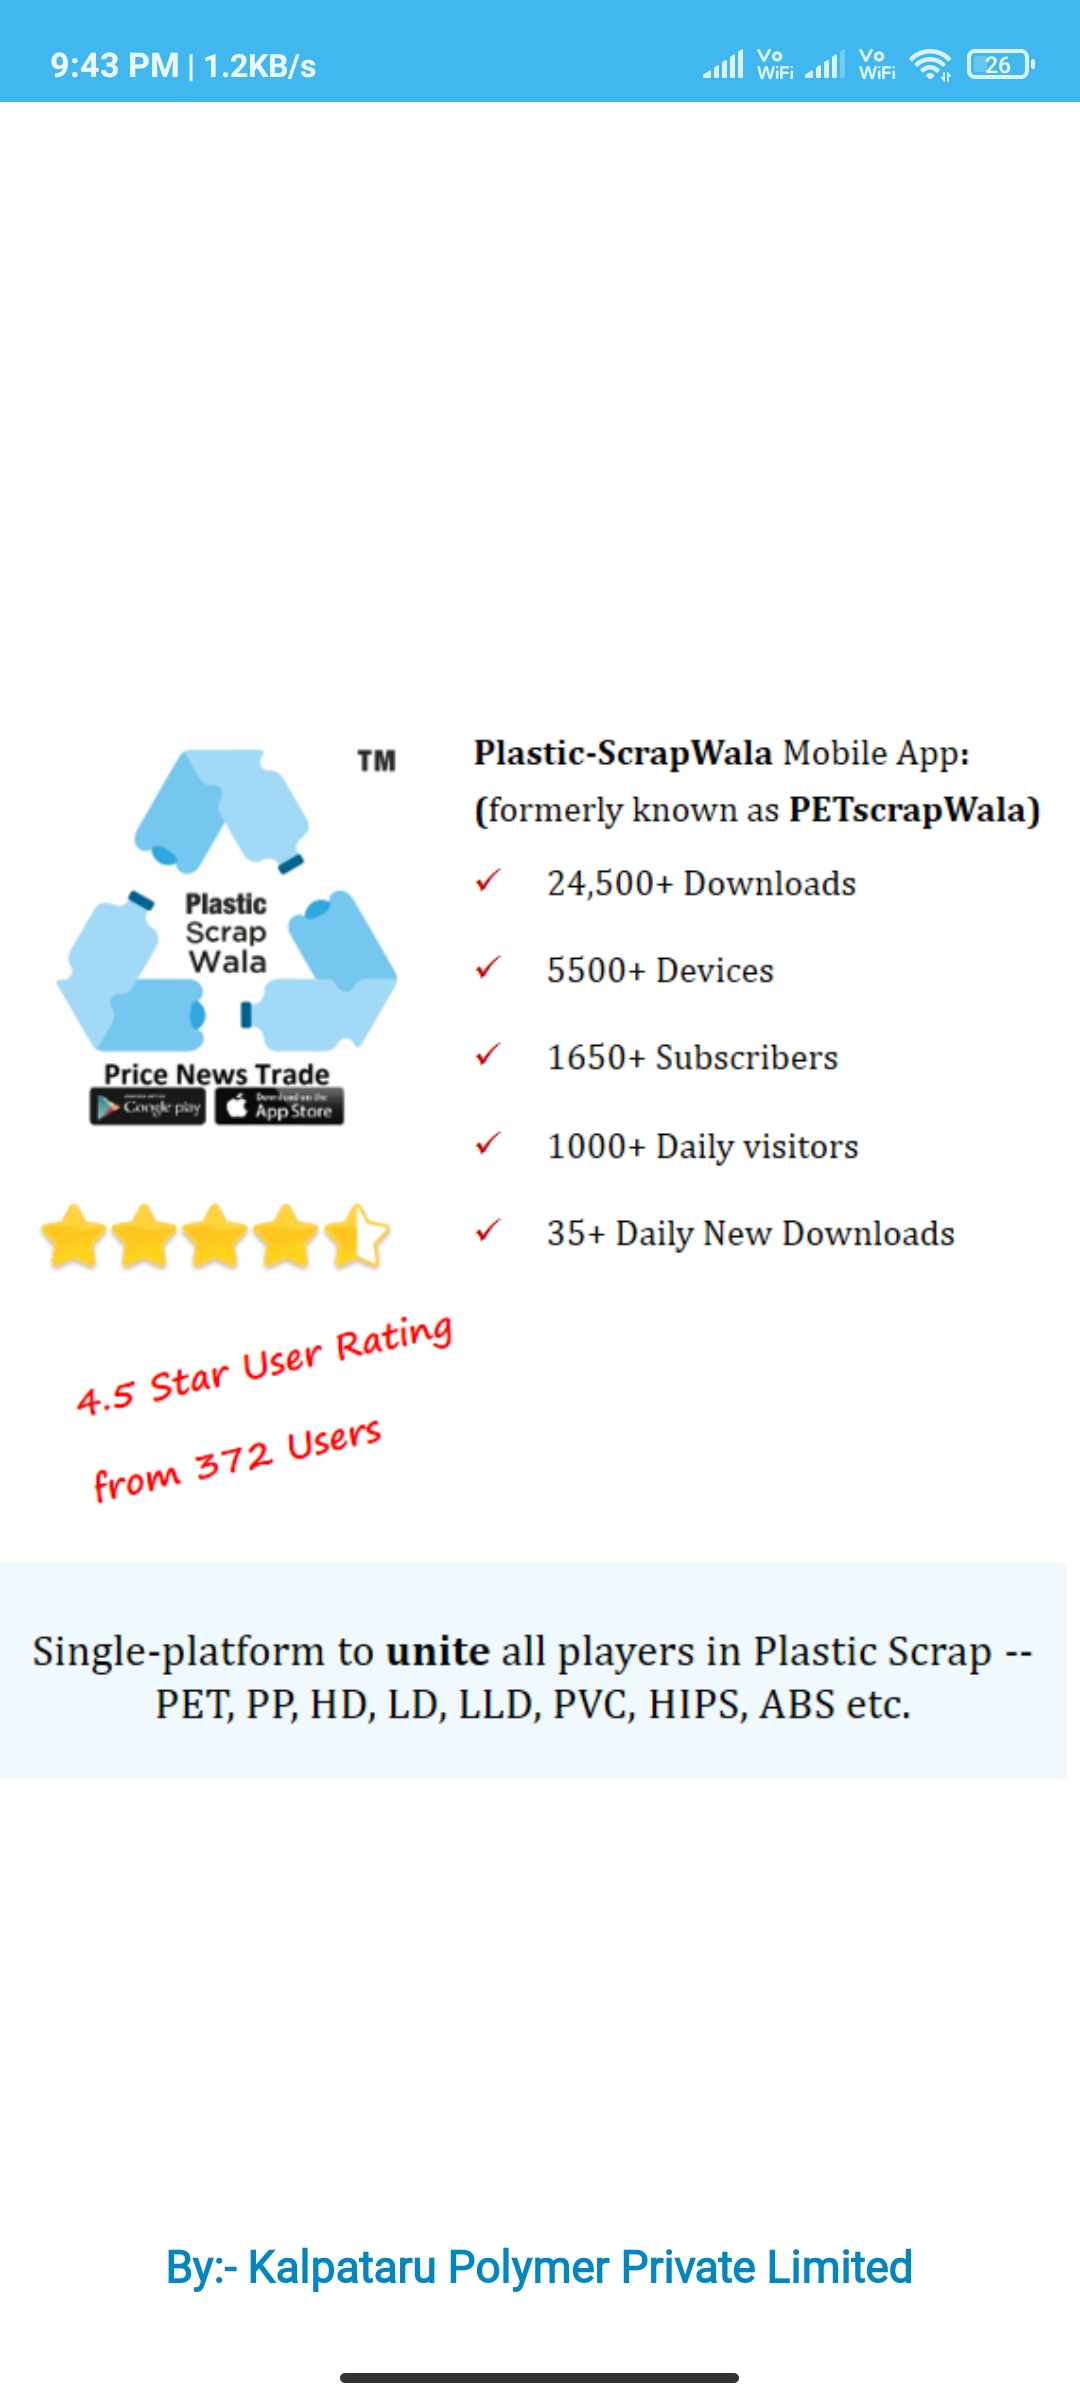 9:43 PM | 1.2KB/s
Vo WiFi
Vo WiFi
26
TM
Plastic
Scrap
Wala
Price News Trade
Google play
Download on the
App Store
Plastic-ScrapWala Mobile App:
(formerly known as PETscrapWala)
✓ 24,500+ Downloads
✓ 5500+ Devices
✓ 1650+ Subscribers
✓ 1000+ Daily visitors
✓ 35+ Daily New Downloads
4.5 Star User Rating
from 372 Users
Single-platform to unite all players in Plastic Scrap --
PET, PP, HD, LD, LLD, PVC, HIPS, ABS etc.
By:- Kalpataru Polymer Private Limited